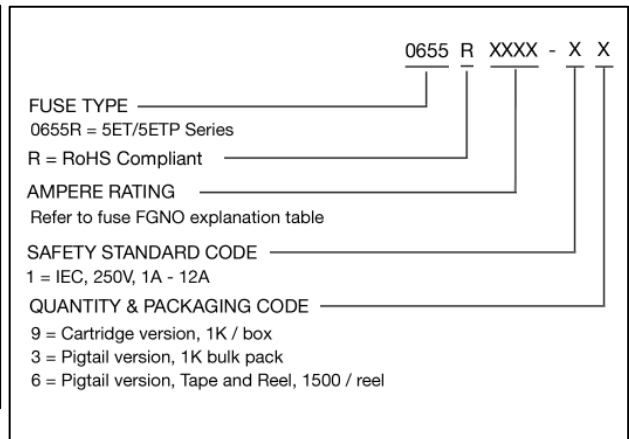 0655 R XXXX - X X
FUSE TYPE
0655R = 5ET/5ETP Series
R = RoHS Compliant
AMPERE RATING
Refer to fuse FGNO explanation table
SAFETY STANDARD CODE
1 = IEC, 250V, 1A - 12A
QUANTITY & PACKAGING CODE
9 = Cartridge version, 1K / box
3 = Pigtail version, 1K bulk pack
6 = Pigtail version, Tape and Reel, 1500 / reel